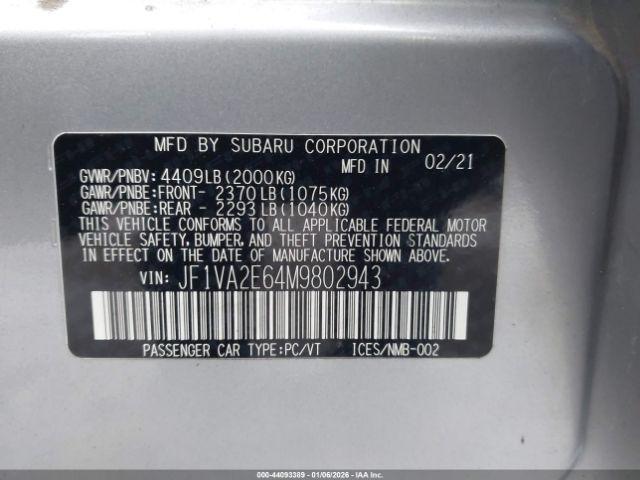 MFD BY SUBARU CORPORATION
MFD IN 02/21
GVWR/PNBV: 4409LB(2000KG)
GAWR/PNBE:FRONT- 2370LB(1075KG)
GAWR/PNBE:REAR - 2293LB(1040KG)
THIS VEHICLE CONFORMS TO ALL APPLICABLE FEDERAL MOTOR
VEHICLE SAFETY, BUMPER, AND THEFT PREVENTION STANDARDS
IN EFFECT ON THE DATE OF MANUFACTURE SHOWN ABOVE.
VIN: JF1VA2E64M9802943
PASSENGER CAR TYPE:PC/VT ICES/NMB-002
000-44093389 - 01/06/2026 - IAAI.COM